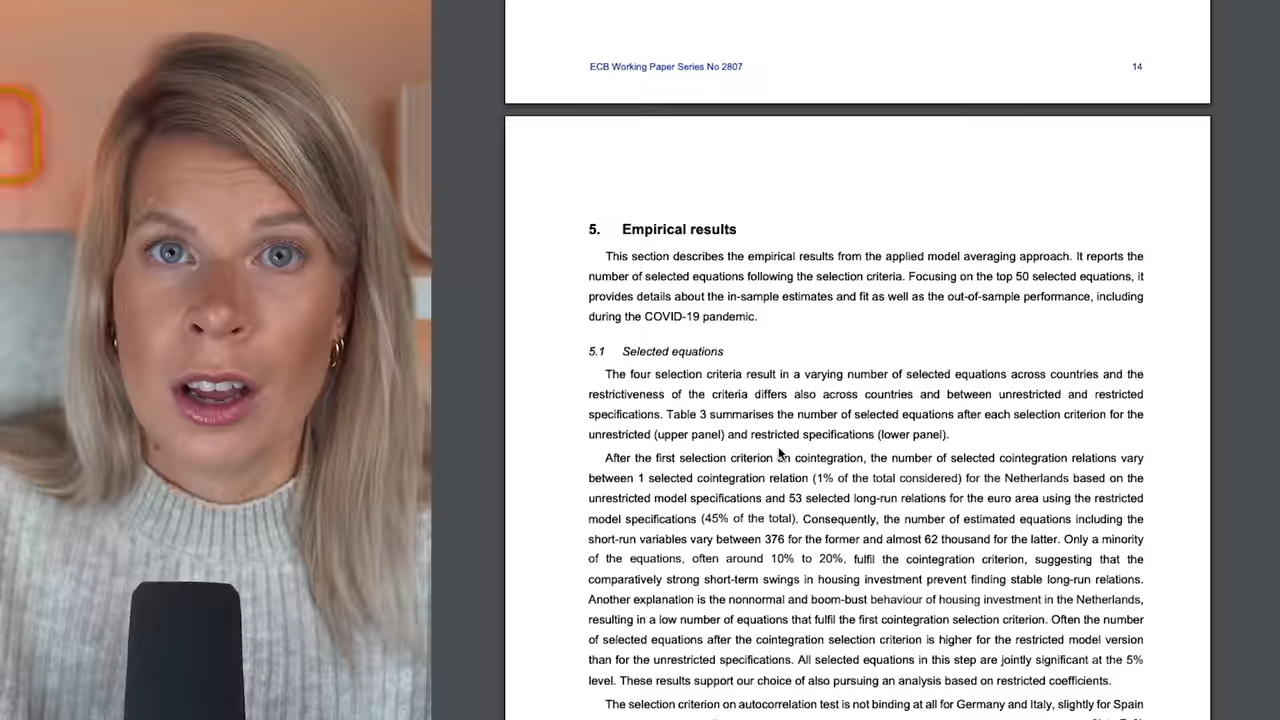 ECB Working Paper Series No 2807
14
5. Empirical results
This section describes the empirical results from the applied model averaging approach. It reports the
number of selected equations following the selection criteria. Focusing on the top 50 selected equations, it
provides details about the in-sample estimates and fit as well as the out-of-sample performance, including
during the COVID-19 pandemic.
5.1 Selected equations
The four selection criteria result in a varying number of selected equations across countries and the
restrictiveness of the criteria differs also across countries and between unrestricted and restricted
specifications. Table 3 summarises the number of selected equations after each selection criterion for the
unrestricted (upper panel) and restricted specifications (lower panel).
After the first selection criterion on cointegration, the number of selected cointegration relations vary
between 1 selected cointegration relation (1% of the total considered) for the Netherlands based on the
unrestricted model specifications and 53 selected long-run relations for the euro area using the restricted
model specifications (45% of the total). Consequently, the number of estimated equations including the
short-run variables vary between 376 for the former and almost 62 thousand for the latter. Only a minority
of the equations, often around 10% to 20%, fulfil the cointegration criterion, suggesting that the
comparatively strong short-term swings in housing investment prevent finding stable long-run relations.
Another explanation is the nonnormal and boom-bust behaviour of housing investment in the Netherlands,
resulting in a low number of equations that fulfil the first cointegration selection criterion. Often the number
of selected equations after the cointegration selection criterion is higher for the restricted model version
than for the unrestricted specifications. All selected equations in this step are jointly significant at the 5%
level. These results support our choice of also pursuing an analysis based on restricted coefficients.
The selection criterion on autocorrelation test is not binding at all for Germany and Italy, slightly for Spain